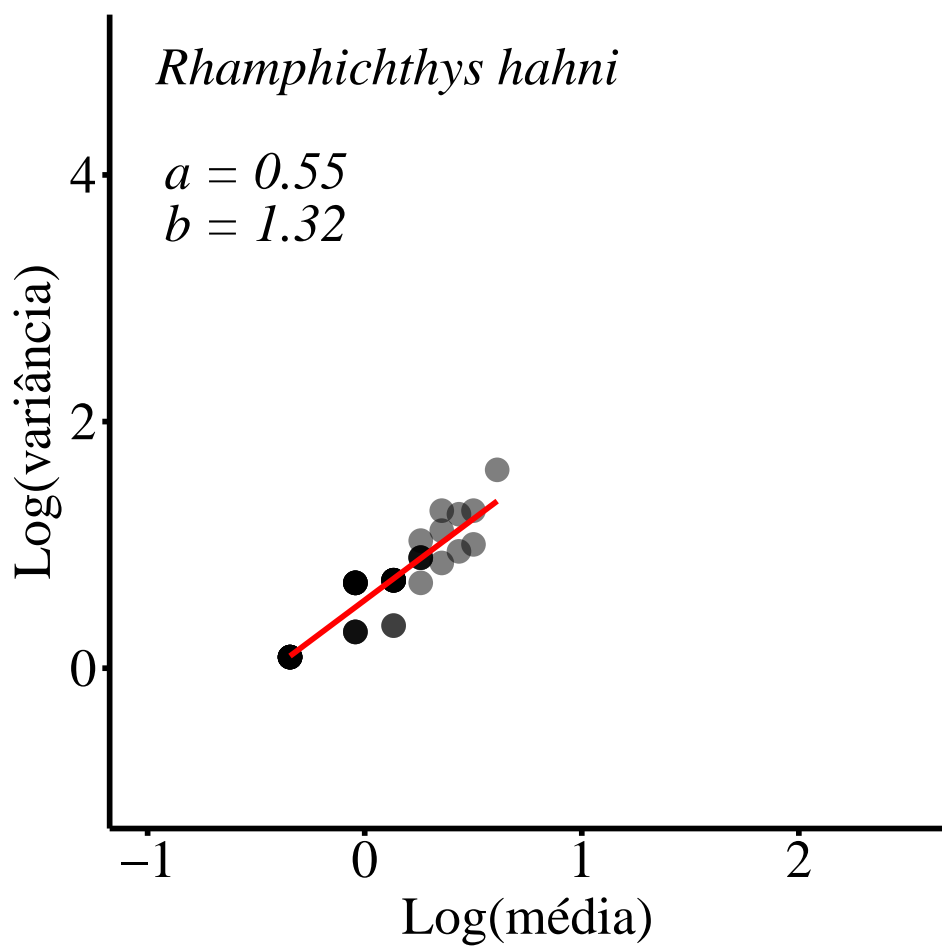 Rhamphichthys hahni
a = 0.55
b = 1.32
Log(variância)
4
2
0
−1 0 1 2
Log(média)